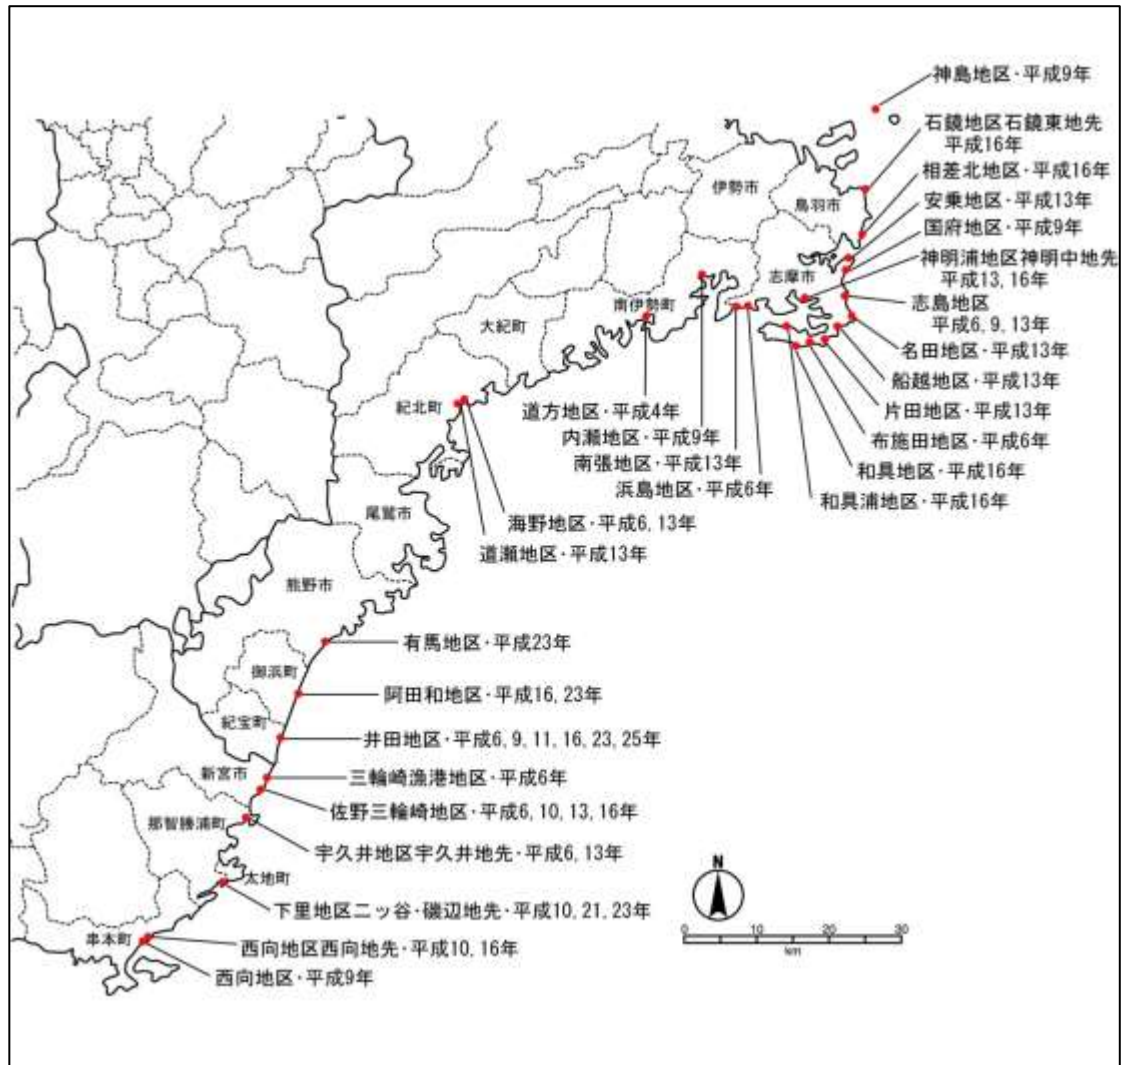 神島地区・平成9年
石鏡地区石鏡東地先
平成16年
相差北地区・平成16年
安乗地区・平成13年
国府地区・平成9年
神明浦地区神明中地先
平成13,16年
志島地区
平成6,9,13年
名田地区・平成13年
船越地区・平成13年
片田地区・平成13年
布施田地区・平成6年
和具地区・平成16年
和具浦地区・平成16年
伊勢市
鳥羽市
志摩市
南伊勢町
大紀町
紀北町
道方地区・平成4年
内瀬地区・平成9年
南張地区・平成13年
浜島地区・平成6年
海野地区・平成6,13年
道瀬地区・平成13年
尾鷲市
熊野市
有馬地区・平成23年
御浜町
阿田和地区・平成16,23年
紀宝町
井田地区・平成6,9,11,16,23,25年
新宮市
三輪崎漁港地区・平成6年
佐野三輪崎地区・平成6,10,13,16年
那智勝浦町
宇久井地区宇久井地先・平成6,13年
太地町
下里地区二ッ谷・磯辺地先・平成10,21,23年
串本町
西向地区西向地先・平成10,16年
西向地区・平成9年
N
0 10 20 30
km